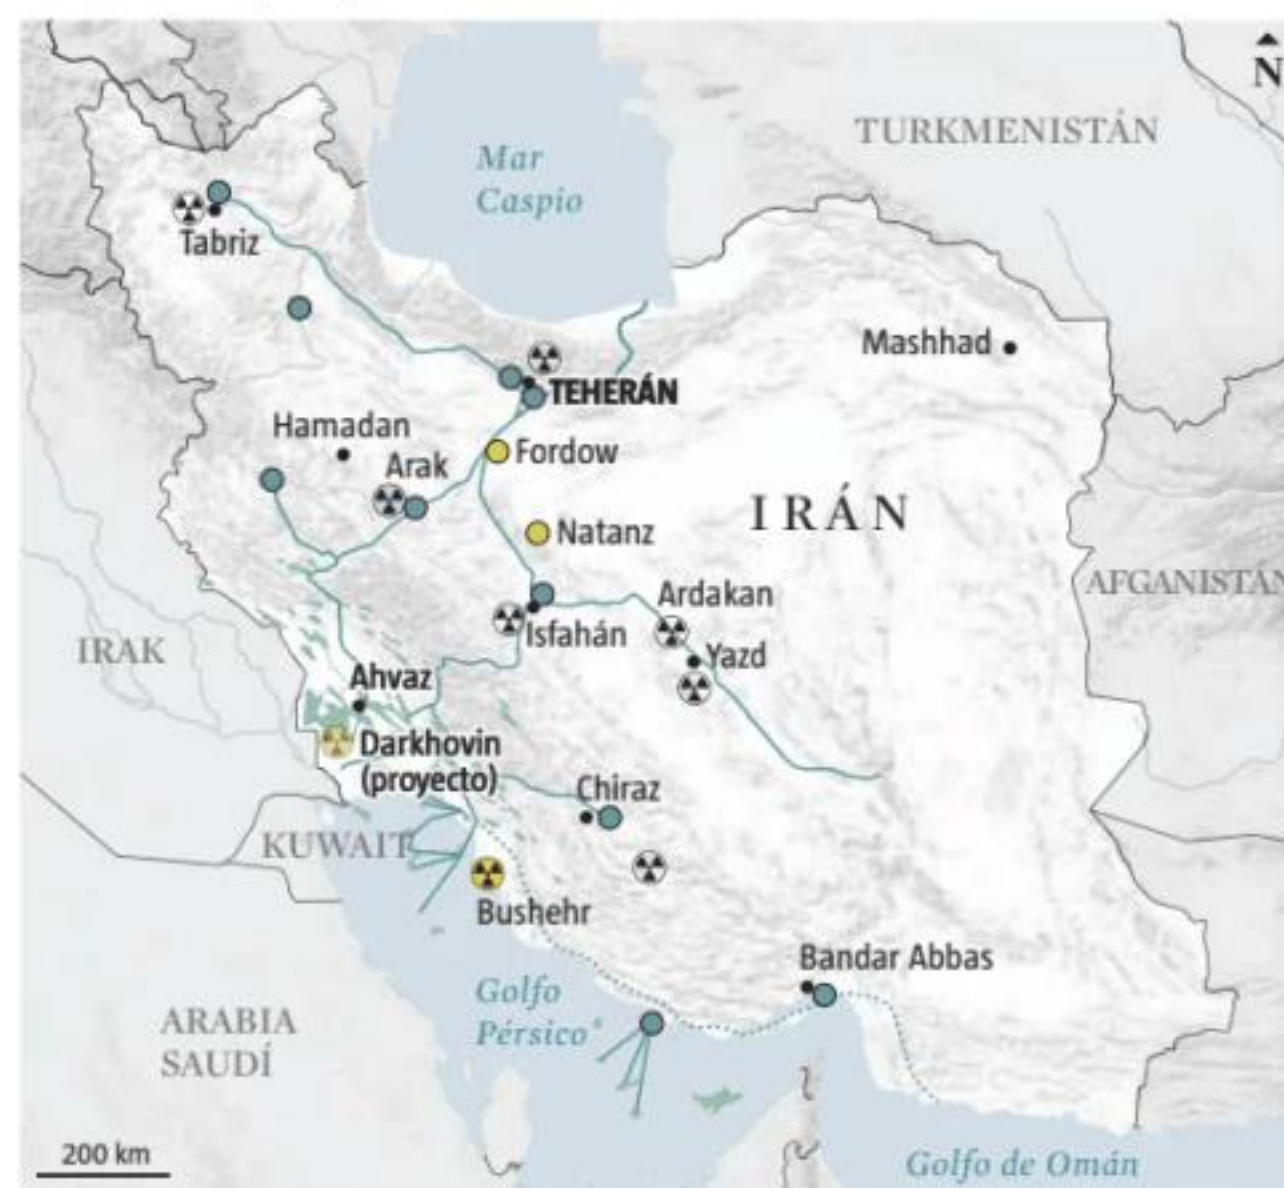 N
TURKMENISTÁN
Mar
Caspio
Tabriz
Mashhad
TEHERÁN
Hamadan
Fordow
Arak
IRÁN
Natanz
AFGANISTÁN
Ardakan
Isfahán
IRAK
Yazd
Ahvaz
Darkhovin
(proyecto)
Chiraz
KUWAIT
Bushehr
Bandar Abbas
Golfo
Pérsico*
ARABIA
SAUDÍ
200 km
Golfo de Omán